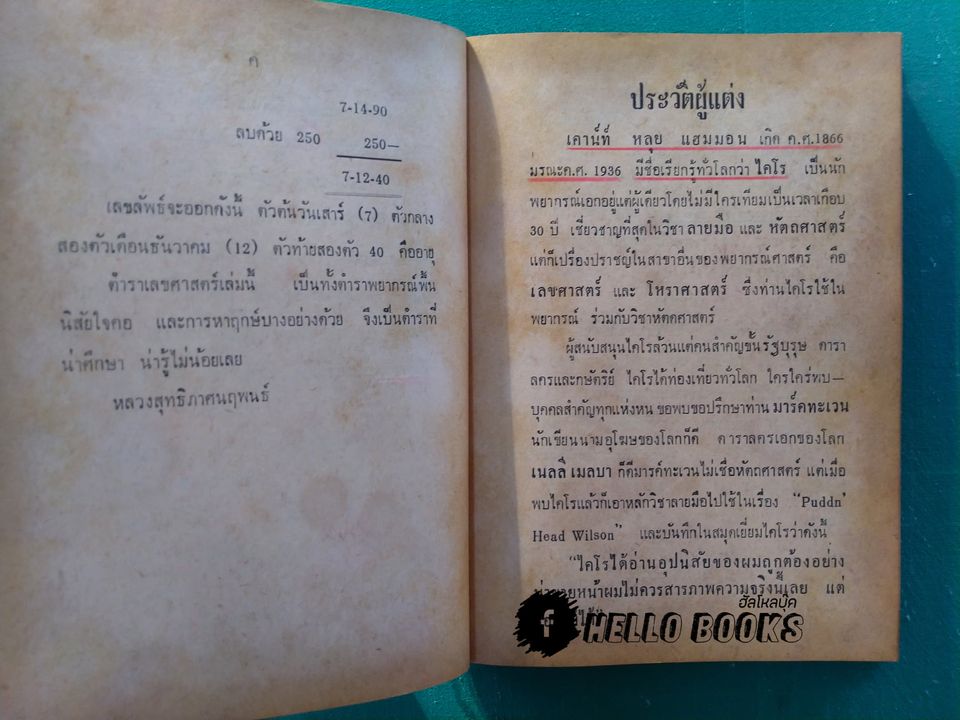 ค
7-14-90
ลบด้วย 250 250—
7-12-40
เลขลัพธ์จะออกดังนี้ ตัวต้นวันเสาร์ (7) ตัวกลาง
สองตัวเดือนธันวาคม (12) ตัวท้ายสองตัว 40 คืออายุ
ตำราเลขศาสตร์เล่มนี้ เป็นทั้งตำราพยากรณ์พื้น
นิสัยใจคอ และการหาฤกษ์บางอย่างด้วย จึงเป็นตำราที่
น่าศึกษา น่ารู้ไม่น้อยเลย
หลวงสุทธิภาศนฤพนธ์
ประวัติผู้แต่ง
เคาน์ท์ หลุย แฮมมอน เกิด ค.ศ.1866
มรณะค.ศ. 1936 มีชื่อเรียกรู้ทั่วโลกว่า ไคโร เป็นนัก
พยากรณ์เอกอยู่แต่ผู้เดียวโดยไม่มีใครเทียมเป็นเวลาเกือบ
30 ปี เชี่ยวชาญที่สุดในวิชา ลายมือ และ หัตถศาสตร์
แต่ก็เปรื่องปราชญ์ในสาขาอื่นของพยากรณ์ศาสตร์ คือ
เลขศาสตร์ และ โหราศาสตร์ ซึ่งท่านไคโรใช้ใน
พยากรณ์ ร่วมกับวิชาหัตถศาสตร์
ผู้สนับสนุนไคโรล้วนแต่คนสำคัญขั้นรัฐบุรุษ ดารา
ละครและกษัตริย์ ไคโรได้ท่องเที่ยวทั่วโลก ใครใคร่พบ—
บุคคลสำคัญทุกแห่งหน ขอพบขอปรึกษาท่าน มาร์คทะเวน
นักเขียนนามอุโฆษของโลกก็ดี ดาราละครเอกของโลก
เนลลี เมลบา ก็ดีมารค์ทะเวนไม่เชื่อหัตถศาสตร์ แต่เมื่อ
พบไคโรแล้วก็เอาหลักวิชาลายมือไปใช้ในเรื่อง "Puddn'
Head Wilson" และบันทึกในสมุดเยี่ยมไคโรว่าดังนี้
"ไคโรได้อ่านอุปนิสัยของผมถูกต้องอย่าง
หน้าผมไม่ควรสารภาพความจริงนี้เลย แต่
ฮัลโหลบุ๊ค
f HELLO BOOKS